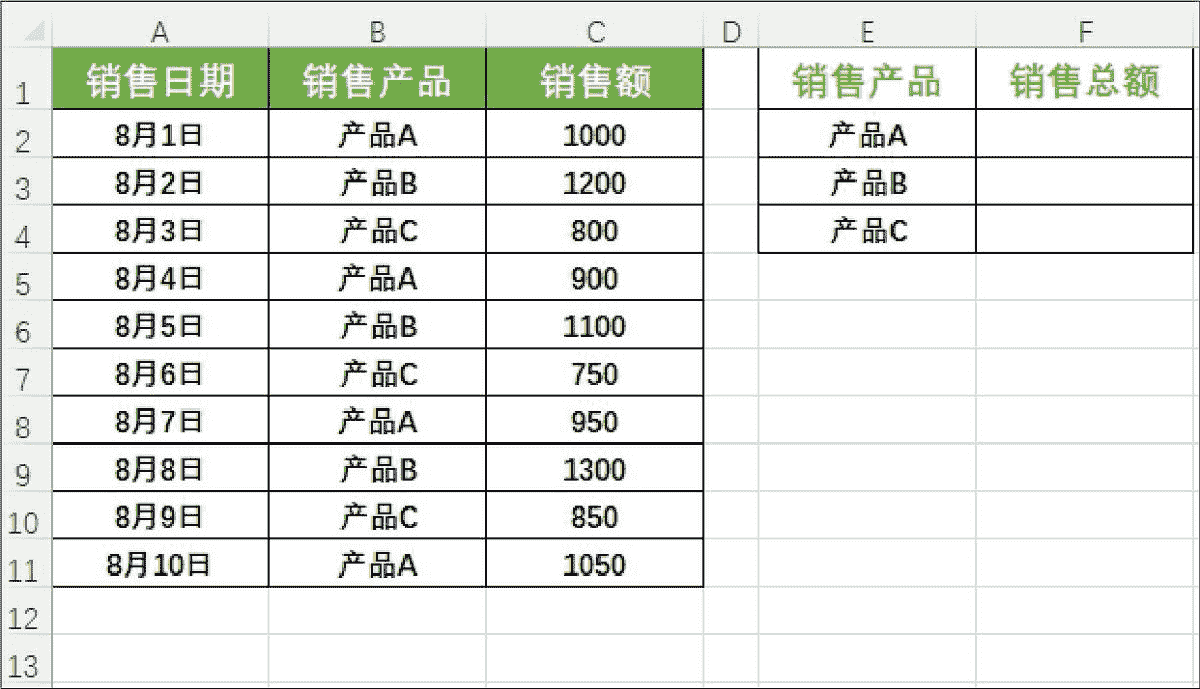 A B C D E F
1 销售日期 销售产品 销售额 销售产品 销售总额
2 8月1日 产品A 1000 产品A
3 8月2日 产品B 1200 产品B
4 8月3日 产品C 800 产品C
5 8月4日 产品A 900
6 8月5日 产品B 1100
7 8月6日 产品C 750
8 8月7日 产品A 950
9 8月8日 产品B 1300
10 8月9日 产品C 850
11 8月10日 产品A 1050
12
13